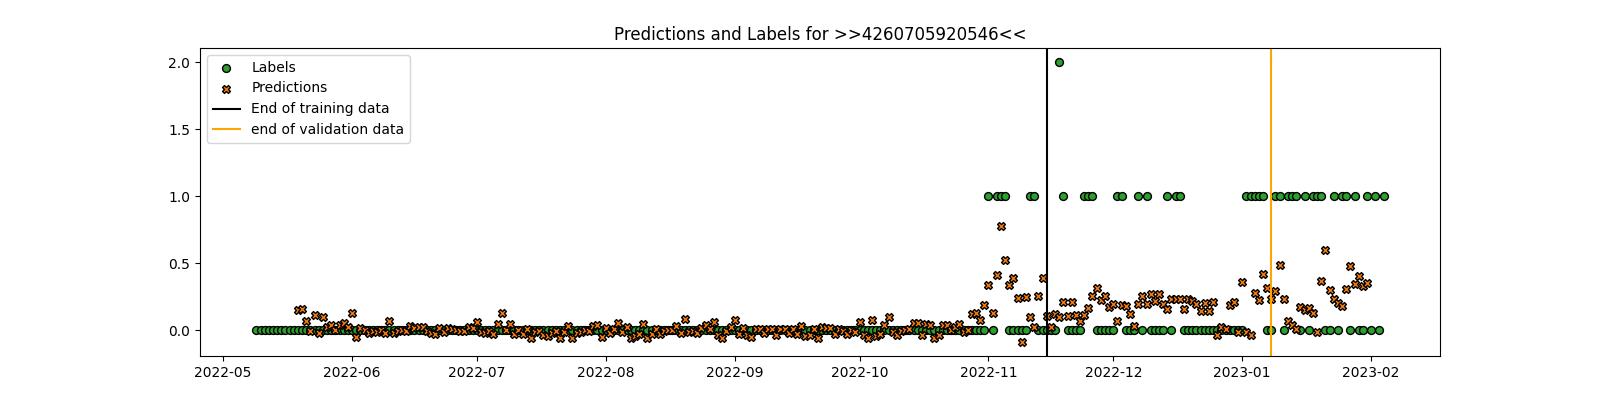 Predictions and Labels for >>4260705920546<<
Labels
Predictions
End of training data
end of validation data
2.0
1.5
1.0
0.5
0.0
2022-05 2022-06 2022-07 2022-08 2022-09 2022-10 2022-11 2022-12 2023-01 2023-02